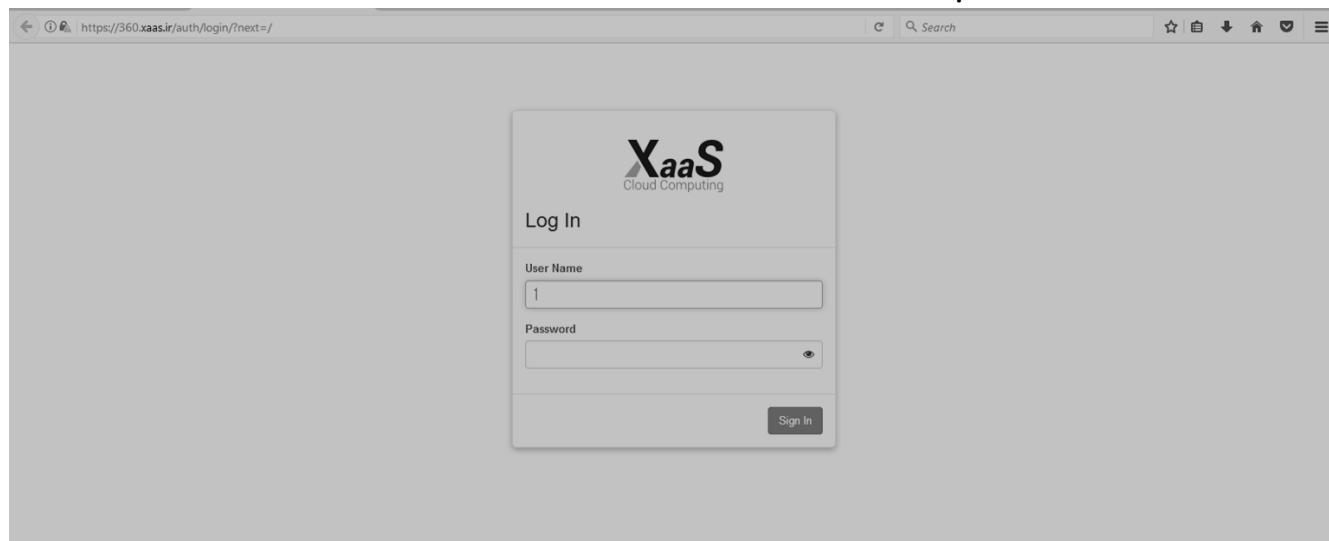 https://360.xaas.ir/auth/login/?next=/
Search
XaaS
Cloud Computing
Log In
User Name
1
Password
Sign In